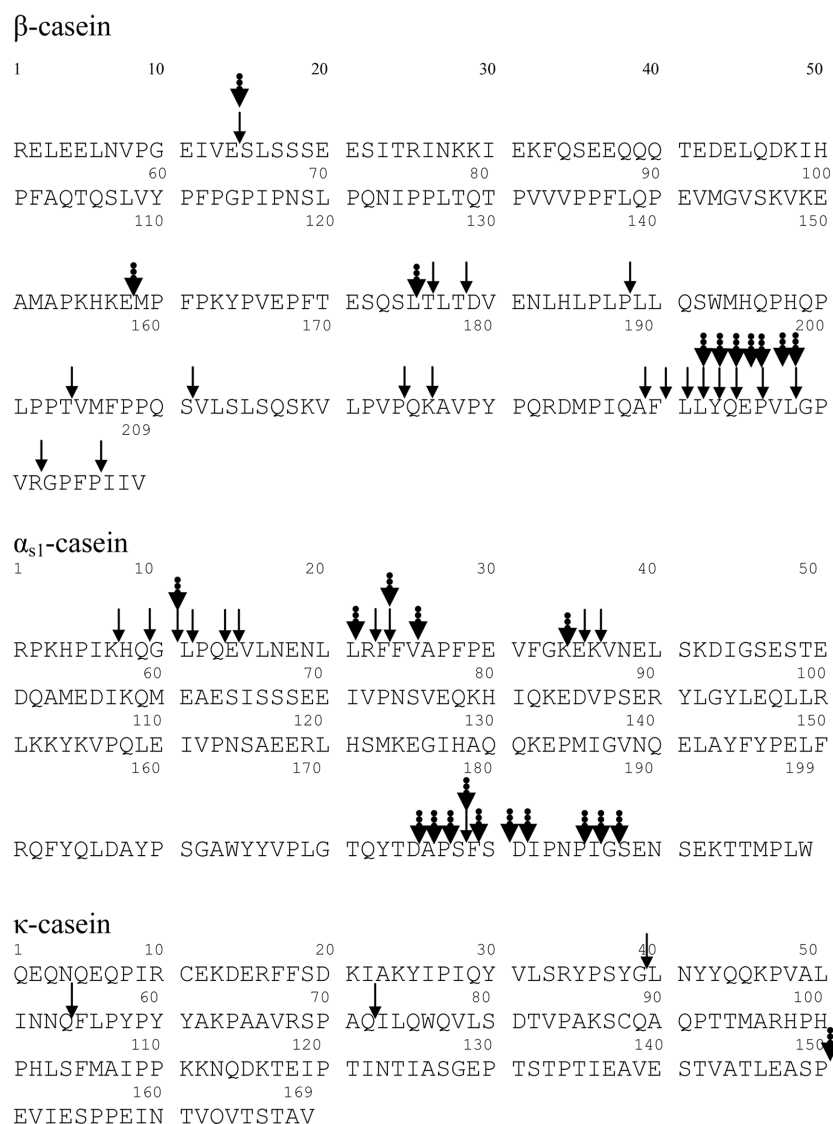 β-casein
1 10 20 30 40 50
RELEELNVPG EIVESLSSSE ESITRINKKI EKFQSEEQQQ TEDELQDKIH
60 70 80 90 100
PFAQTQSLVY PFPGPIPNSL PQNIPPLTQT PVVVPPFLQP EVMGVSKVKE
110 120 130 140 150
AMAPKHKEMP FPKYPVEPFT ESQSLTLTDV ENLHLPLPLL QSWMHQPHQP
160 170 180 190 200
LPPTVMFPPQ SVLSLSQSKV LPVPQKAVPY PQRDMPIQAF LLYQEPVLGP
209
VRGPFPIIV
αs1-casein
1 10 20 30 40 50
RPKHPIKHQG LPQEVLNENL LRFFVAPFPE VFGKEKVNEL SKDIGSESTE
60 70 80 90 100
DQAMEDIKQM EAESISSSEE IVPNSVEQKH IQKEDVPSER YLGYLEQLLR
110 120 130 140 150
LKKYKVPQLE IVPNSAEERL HSMKEGIHAQ QKEPMIGVNQ ELAYFYPELF
160 170 180 190 199
RQFYQLDAYP SGAWYYVPLG TQYTDAPSFS DIPNPIGSEN SEKTTMPLW
κ-casein
1 10 20 30 40 50
QEQNQEQPIR CEKDERFFSD KIAKYIPIQY VLSRYPSYGL NYYQQKPVAL
60 70 80 90 100
INNQFLPYPY YAKPAAVRSP AQILQWQVLS DTVPAKSCQA QPTTMARHPH
110 120 130 140 150
PHLSFMAIPP KKNQDKTEIP TINTIASGEP TSTPTIEAVE STVATLEASP
160 169
EVIESPPEIN TVQVTSTAV